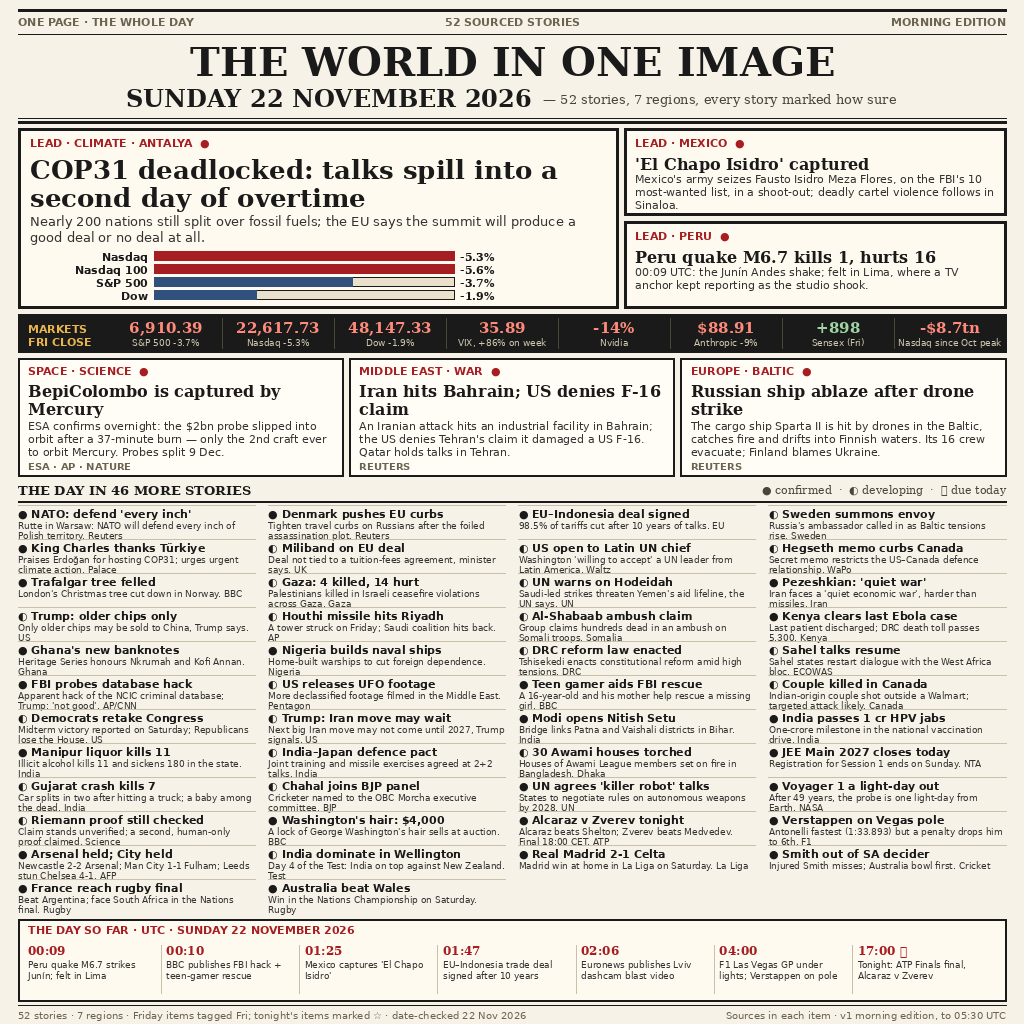 ONE PAGE · THE WHOLE DAY
52 SOURCED STORIES
MORNING EDITION
THE WORLD IN ONE IMAGE
SUNDAY 22 NOVEMBER 2026 — 52 stories, 7 regions, every story marked how sure
LEAD · CLIMATE · ANTALYA ●
COP31 deadlocked: talks spill into a
second day of overtime
Nearly 200 nations still split over fossil fuels; the EU says the summit will produce a
good deal or no deal at all.
Nasdaq -5.3%
Nasdaq 100 -5.6%
S&P 500 -3.7%
Dow -1.9%
LEAD · MEXICO ●
'El Chapo Isidro' captured
Mexico's army seizes Fausto Isidro Meza Flores, on the FBI's 10
most-wanted list, in a shoot-out; deadly cartel violence follows in
Sinaloa.
LEAD · PERU ●
Peru quake M6.7 kills 1, hurts 16
00:09 UTC: the Junín Andes shake; felt in Lima, where a TV
anchor kept reporting as the studio shook.
MARKETS
FRI CLOSE
6,910.39
S&P 500 -3.7%
22,617.73
Nasdaq -5.3%
48,147.33
Dow -1.9%
35.89
VIX, +86% on week
-14%
Nvidia
$88.91
Anthropic -9%
+898
Sensex (Fri)
-$8.7tn
Nasdaq since Oct peak
SPACE · SCIENCE ●
BepiColombo is captured by
Mercury
ESA confirms overnight: the $2bn probe slipped into
orbit after a 37-minute burn — only the 2nd craft ever
to orbit Mercury. Probes split 9 Dec.
ESA · AP · NATURE
MIDDLE EAST · WAR ●
Iran hits Bahrain; US denies F-16
claim
An Iranian attack hits an industrial facility in Bahrain;
the US denies Tehran's claim it damaged a US F-16.
Qatar holds talks in Tehran.
REUTERS
EUROPE · BALTIC ●
Russian ship ablaze after drone
strike
The cargo ship Sparta II is hit by drones in the Baltic,
catches fire and drifts into Finnish waters. Its 16 crew
evacuate; Finland blames Ukraine.
REUTERS
THE DAY IN 46 MORE STORIES
● confirmed · ◐ developing · due today
● NATO: defend 'every inch'
Rutte in Warsaw: NATO will defend every inch of
Polish territory. Reuters
● Denmark pushes EU curbs
Tighten travel curbs on Russians after the foiled
assassination plot. Reuters
● EU–Indonesia deal signed
98.5% of tariffs cut after 10 years of talks. EU
◐ Sweden summons envoy
Russia's ambassador called in as Baltic tensions
rise. Sweden
● King Charles thanks Türkiye
Praises Erdoğan for hosting COP31; urges urgent
climate action. Palace
◐ Miliband on EU deal
Deal not tied to a tuition-fees agreement, minister
says. UK
◐ US open to Latin UN chief
Washington 'willing to accept' a UN leader from
Latin America. Waltz
◐ Hegseth memo curbs Canada
Secret memo restricts the US–Canada defence
relationship. WaPo
● Trafalgar tree felled
London's Christmas tree cut down in Norway. BBC
◐ Gaza: 4 killed, 14 hurt
Palestinians killed in Israeli ceasefire violations
across Gaza. Gaza
◐ UN warns on Hodeidah
Saudi-led strikes threaten Yemen's aid lifeline, the
UN says. UN
● Pezeshkian: 'quiet war'
Iran faces a 'quiet economic war', harder than
missiles. Iran
◐ Trump: older chips only
Only older chips may be sold to China, Trump says.
US
◐ Houthi missile hits Riyadh
A tower struck on Friday; Saudi coalition hits back.
AP
◐ Al-Shabaab ambush claim
Group claims hundreds dead in an ambush on
Somali troops. Somalia
● Kenya clears last Ebola case
Last patient discharged; DRC death toll passes
5,300. Kenya
● Ghana's new banknotes
Heritage Series honours Nkrumah and Kofi Annan.
Ghana
● Nigeria builds naval ships
Home-built warships to cut foreign dependence.
Nigeria
◐ DRC reform law enacted
Tshisekedi enacts constitutional reform amid high
tensions. DRC
◐ Sahel talks resume
Sahel states restart dialogue with the West Africa
bloc. ECOWAS
● FBI probes database hack
Apparent hack of the NCIC criminal database;
Trump: 'not good'. AP/CNN
◐ US releases UFO footage
More declassified footage filmed in the Middle East.
Pentagon
● Teen gamer aids FBI rescue
A 16-year-old and his mother help rescue a missing
girl. BBC
◐ Couple killed in Canada
Indian-origin couple shot outside a Walmart;
targeted attack likely. Canada
◐ Democrats retake Congress
Midterm victory reported on Saturday; Republicans
lose the House. US
◐ Trump: Iran move may wait
Next big Iran move may not come until 2027, Trump
signals. US
● Modi opens Nitish Setu
Bridge links Patna and Vaishali districts in Bihar.
India
● India passes 1 cr HPV jabs
One-crore milestone in the national vaccination
drive. India
● Manipur liquor kills 11
Illicit alcohol kills 11 and sickens 180 in the state.
India
◐ India–Japan defence pact
Joint training and missile exercises agreed at 2+2
talks. India
◐ 30 Awami houses torched
Houses of Awami League members set on fire in
Bangladesh. Dhaka
● JEE Main 2027 closes today
Registration for Session 1 ends on Sunday. NTA
◐ Gujarat crash kills 7
Car splits in two after hitting a truck; a baby among
the dead. India
◐ Chahal joins BJP panel
Cricketer named to the OBC Morcha executive
committee. BJP
● UN agrees 'killer robot' talks
States to negotiate rules on autonomous weapons
by 2028. UN
● Voyager 1 a light-day out
After 49 years, the probe is one light-day from
Earth. NASA
◐ Riemann proof still checked
Claim stands unverified; a second, human-only
proof claimed. Science
● Washington's hair: $4,000
A lock of George Washington's hair sells at auction.
BBC
● Alcaraz v Zverev tonight
Alcaraz beats Shelton; Zverev beats Medvedev.
Final 18:00 CET. ATP
● Verstappen on Vegas pole
Antonelli fastest (1:33.893) but a penalty drops him
to 6th. F1
● Arsenal held; City held
Newcastle 2-2 Arsenal; Man City 1-1 Fulham; Leeds
stun Chelsea 4-1. AFP
● India dominate in Wellington
Day 4 of the Test: India on top against New Zealand.
Test
● Real Madrid 2-1 Celta
Madrid win at home in La Liga on Saturday. La Liga
● Smith out of SA decider
Injured Smith misses; Australia bowl first. Cricket
● France reach rugby final
Beat Argentina; face South Africa in the Nations
final. Rugby
● Australia beat Wales
Win in the Nations Championship on Saturday.
Rugby
THE DAY SO FAR · UTC · SUNDAY 22 NOVEMBER 2026
00:09
Peru quake M6.7 strikes
Junín; felt in Lima
00:10
BBC publishes FBI hack +
teen-gamer rescue
01:25
Mexico captures 'El Chapo
Isidro'
01:47
EU–Indonesia trade deal
signed after 10 years
02:06
Euronews publishes Lviv
dashcam blast video
04:00
F1 Las Vegas GP under
lights; Verstappen on pole
17:00
Tonight: ATP Finals final,
Alcaraz v Zverev
52 stories · 7 regions · Friday items tagged Fri; tonight's items marked ☆ · date-checked 22 Nov 2026
Sources in each item · v1 morning edition, to 05:30 UTC